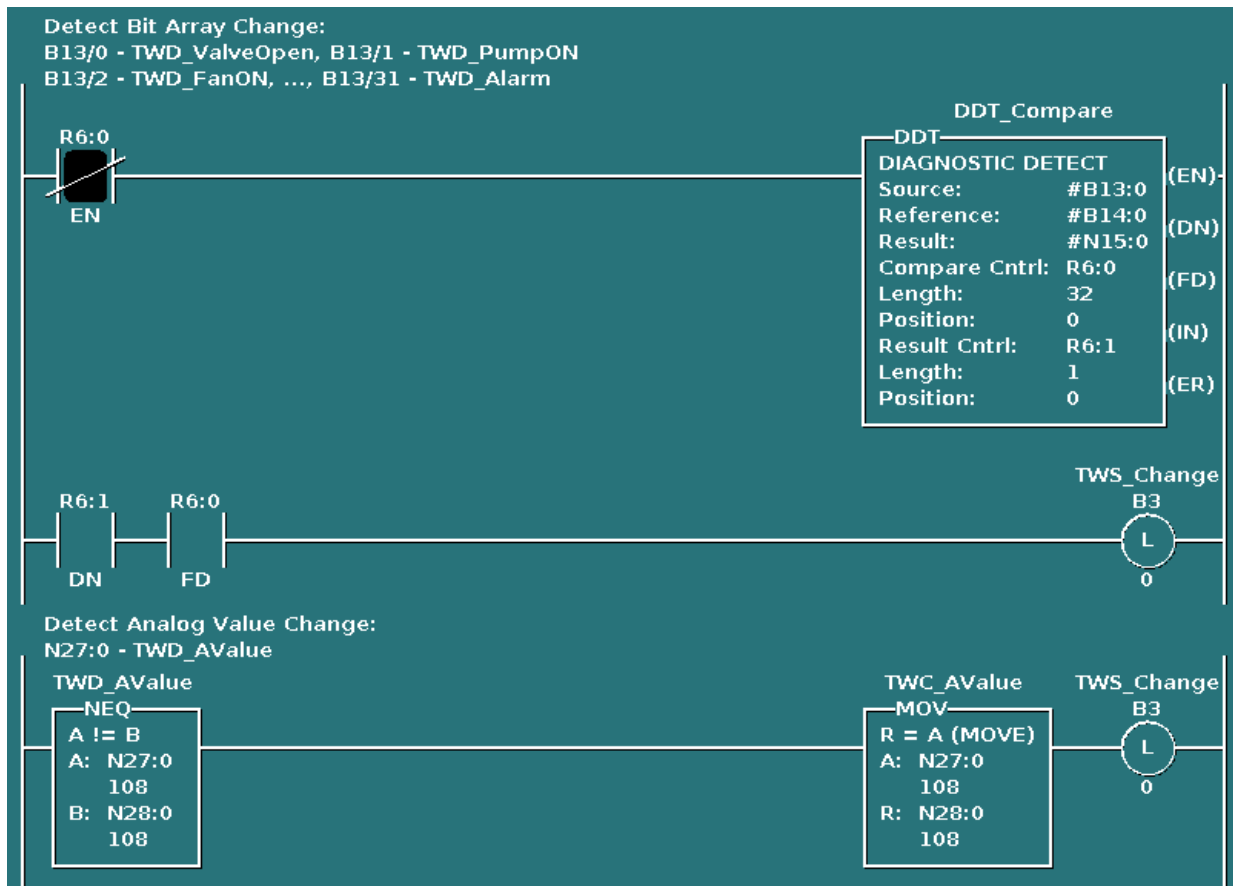 Detect Bit Array Change:
B13/0 - TWD_ValveOpen, B13/1 - TWD_PumpON
B13/2 - TWD_FanON, ..., B13/31 - TWD_Alarm
DDT_Compare
R6:0
EN
DDT
DIAGNOSTIC DETECT
Source: #B13:0
Reference: #B14:0
Result: #N15:0
Compare Cntrl: R6:0
Length: 32
Position: 0
Result Cntrl: R6:1
Length: 1
Position: 0
(EN)
(DN)
(FD)
(IN)
(ER)
R6:1 R6:0
DN FD
TWS_Change
B3
L
0
Detect Analog Value Change:
N27:0 - TWD_AValue
TWD_AValue
NEQ
A != B
A: N27:0
108
B: N28:0
108
TWC_AValue
MOV
R = A (MOVE)
A: N27:0
108
R: N28:0
108
TWS_Change
B3
L
0